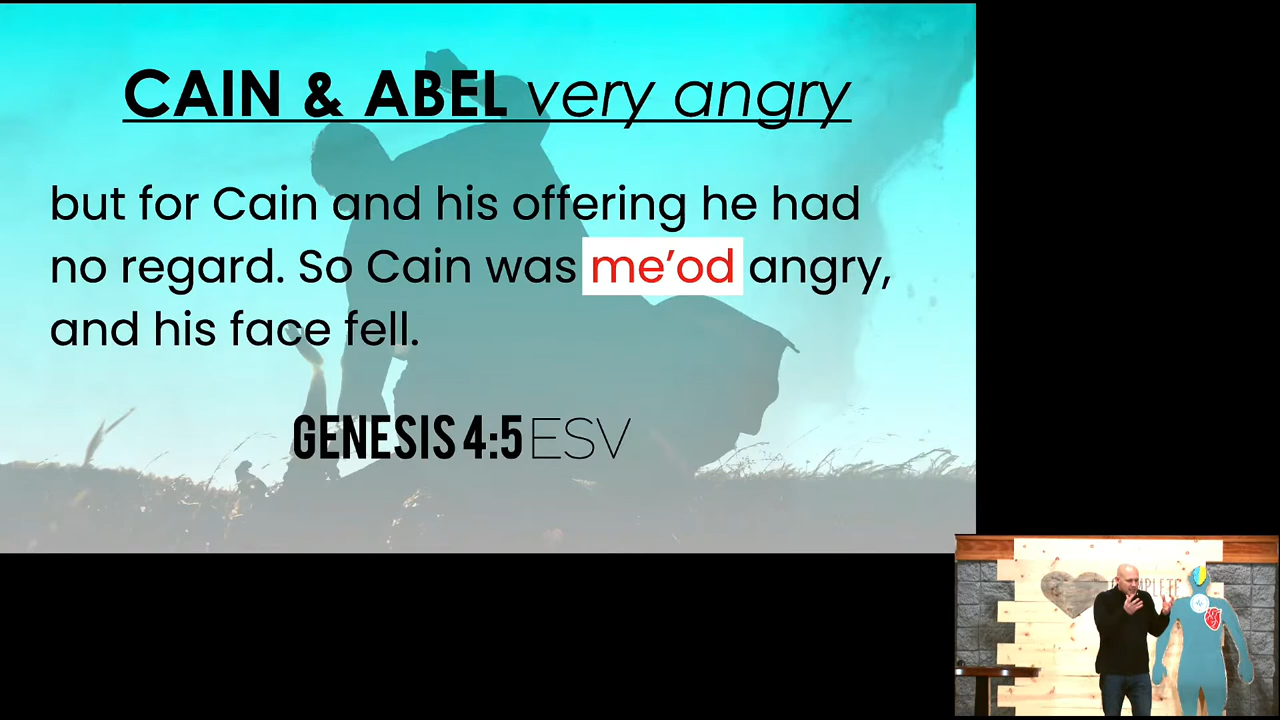 CAIN & ABEL very angry
but for Cain and his offering he had
no regard. So Cain was me’od angry,
and his face fell.
GENESIS 4:5 ESV